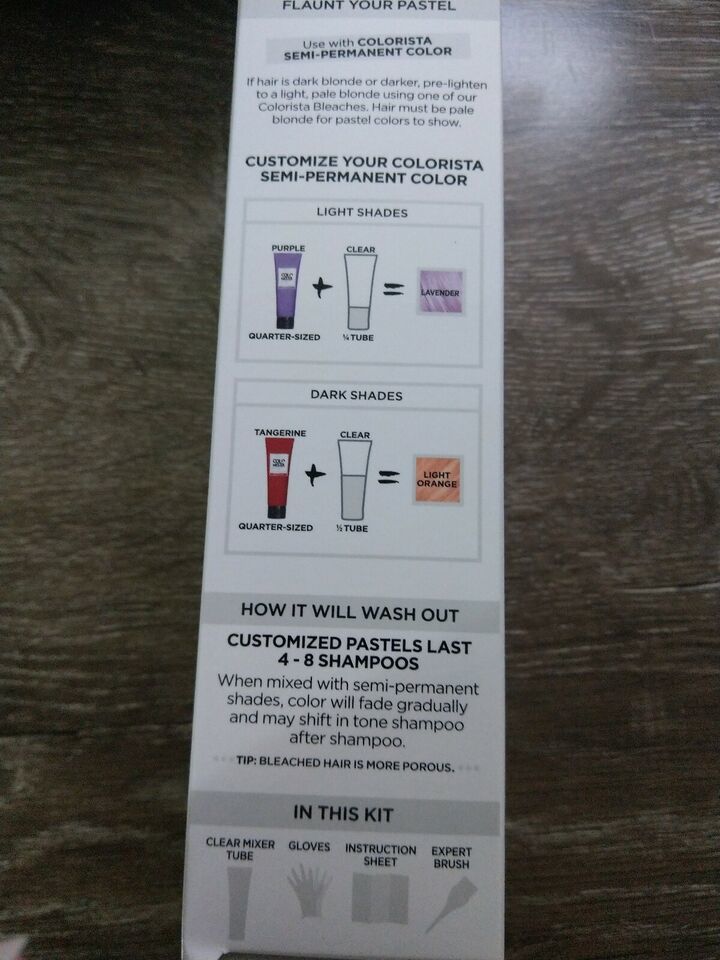 FLAUNT YOUR PASTEL
Use with COLORISTA
SEMI-PERMANENT COLOR
If hair is dark blonde or darker, pre-lighten
to a light, pale blonde using one of our
Colorista Bleaches. Hair must be pale
blonde for pastel colors to show.
CUSTOMIZE YOUR COLORISTA
SEMI-PERMANENT COLOR
LIGHT SHADES
PURPLE
CLEAR
+
=
LAVENDER
QUARTER-SIZED
¼ TUBE
DARK SHADES
TANGERINE
CLEAR
+
=
LIGHT
ORANGE
QUARTER-SIZED
½ TUBE
HOW IT WILL WASH OUT
CUSTOMIZED PASTELS LAST
4 - 8 SHAMPOOS
When mixed with semi-permanent
shades, color will fade gradually
and may shift in tone shampoo
after shampoo.
TIP: BLEACHED HAIR IS MORE POROUS.
IN THIS KIT
CLEAR MIXER
TUBE
GLOVES
INSTRUCTION
SHEET
EXPERT
BRUSH